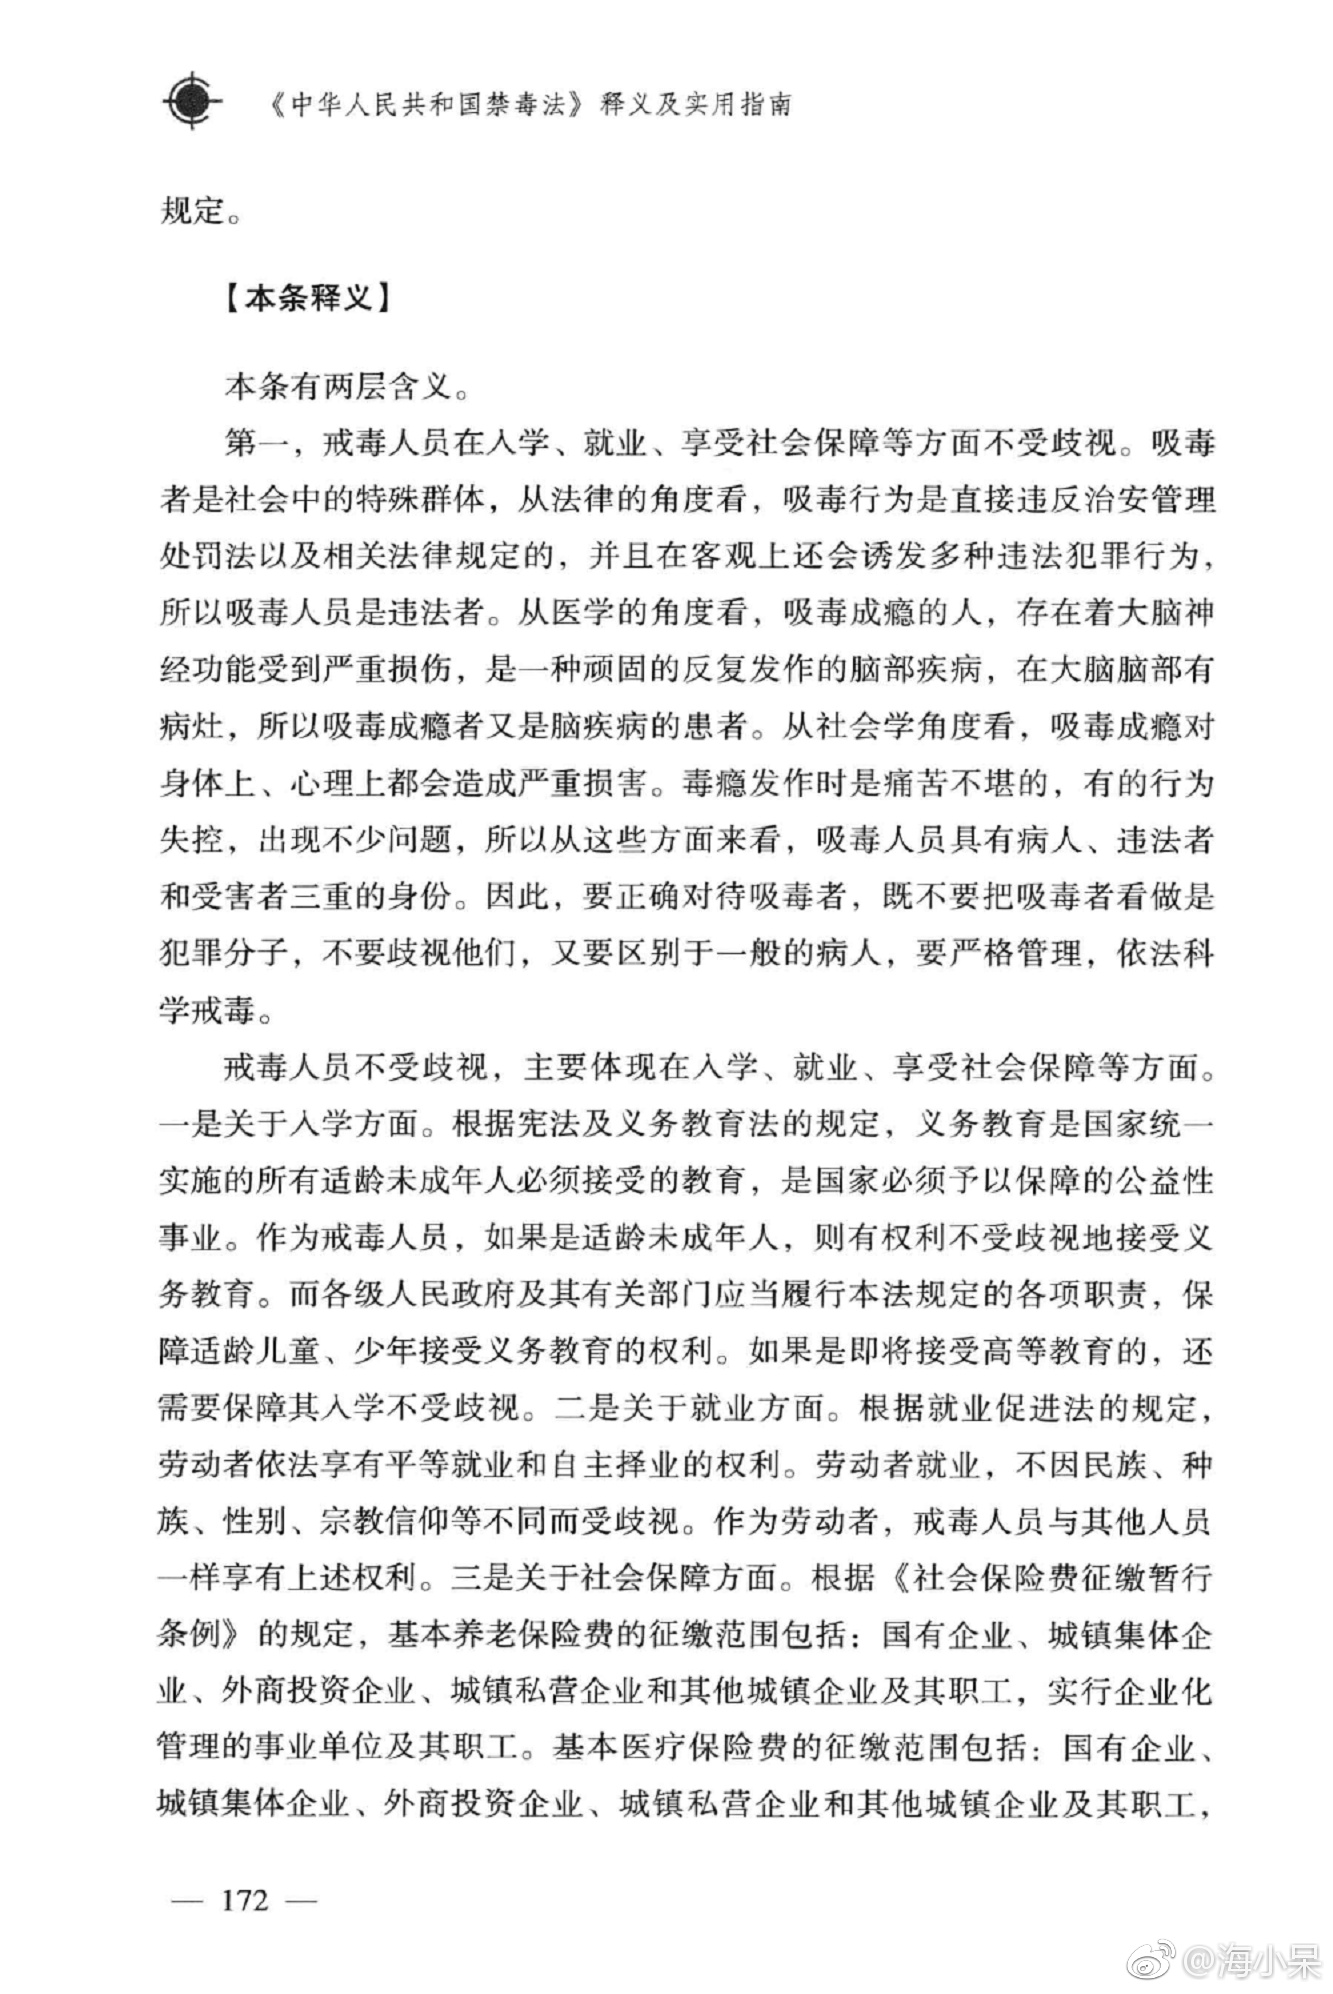 《中华人民共和国禁毒法》释义及实用指南
规定。
【本条释义】
本条有两层含义。
第一，戒毒人员在入学、就业、享受社会保障等方面不受歧视。吸毒
者是社会中的特殊群体，从法律的角度看，吸毒行为是直接违反治安管理
处罚法以及相关法律规定的，并且在客观上还会诱发多种违法犯罪行为，
所以吸毒人员是违法者。从医学的角度看，吸毒成瘾的人，存在着大脑神
经功能受到严重损伤，是一种顽固的反复发作的脑部疾病，在大脑脑部有
病灶，所以吸毒成瘾者又是脑疾病的患者。从社会学角度看，吸毒成瘾对
身体上、心理上都会造成严重损害。毒瘾发作时是痛苦不堪的，有的行为
失控，出现不少问题，所以从这些方面来看，吸毒人员具有病人、违法者
和受害者三重的身份。因此，要正确对待吸毒者，既不要把吸毒者看做是
犯罪分子，不要歧视他们，又要区别于一般的病人，要严格管理，依法科
学戒毒。
戒毒人员不受歧视，主要体现在入学、就业、享受社会保障等方面。
一是关于入学方面。根据宪法及义务教育法的规定，义务教育是国家统一
实施的所有适龄未成年人必须接受的教育，是国家必须予以保障的公益性
事业。作为戒毒人员，如果是适龄未成年人，则有权利不受歧视地接受义
务教育。而各级人民政府及其有关部门应当履行本法规定的各项职责，保
障适龄儿童、少年接受义务教育的权利。如果是即将接受高等教育的，还
需要保障其入学不受歧视。二是关于就业方面。根据就业促进法的规定，
劳动者依法享有平等就业和自主择业的权利。劳动者就业，不因民族、种
族、性别、宗教信仰等不同而受歧视。作为劳动者，戒毒人员与其他人员
一样享有上述权利。三是关于社会保障方面。根据《社会保险费征缴暂行
条例》的规定，基本养老保险费的征缴范围包括：国有企业、城镇集体企
业、外商投资企业、城镇私营企业和其他城镇企业及其职工，实行企业化
管理的事业单位及其职工。基本医疗保险费的征缴范围包括：国有企业、
城镇集体企业、外商投资企业、城镇私营企业和其他城镇企业及其职工，
— 172 —
@海小呆